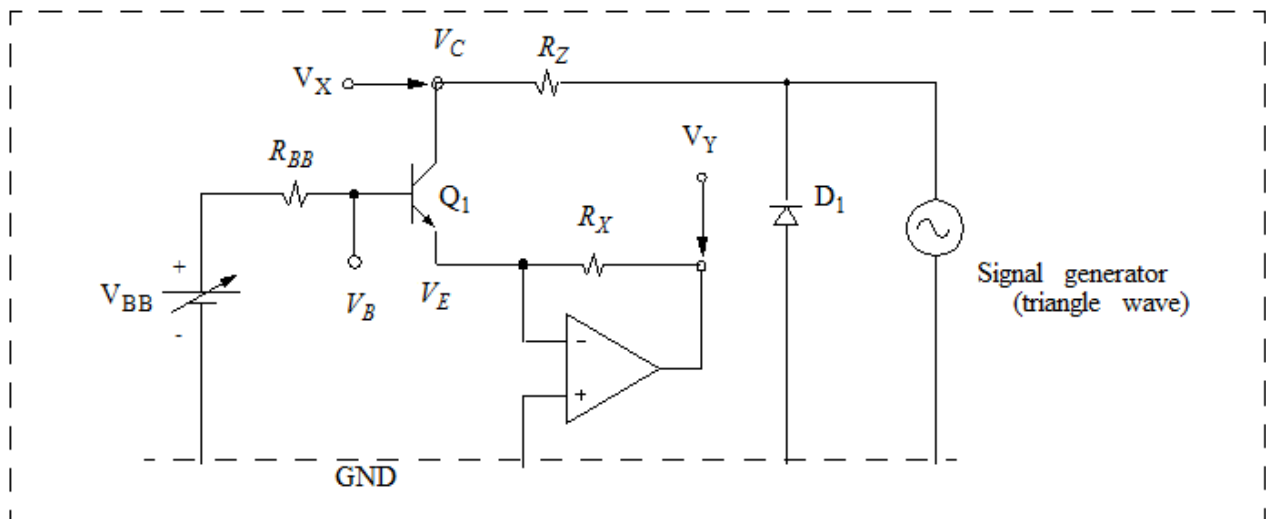 V_C
R_Z
V_X
V_Y
R_BB
Q_1
D_1
R_X
+
V_BB
-
V_B
V_E
Signal generator
(triangle wave)
−
+
GND